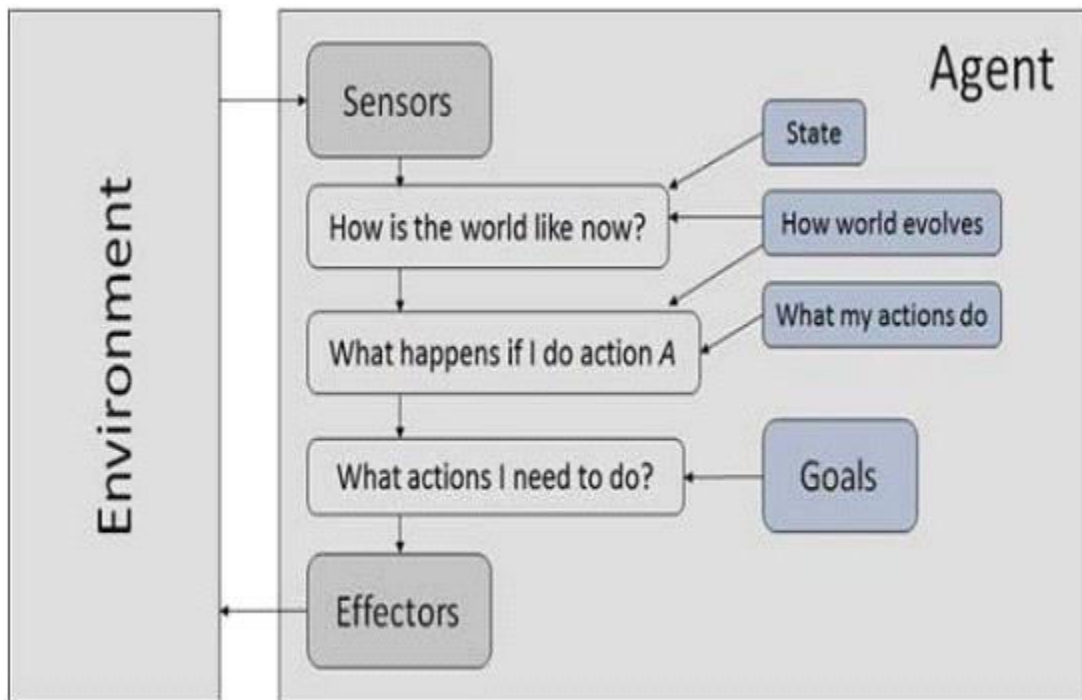 Environment
Agent
Sensors
State
How is the world like now?
How world evolves
What my actions do
What happens if I do action A
What actions I need to do?
Goals
Effectors